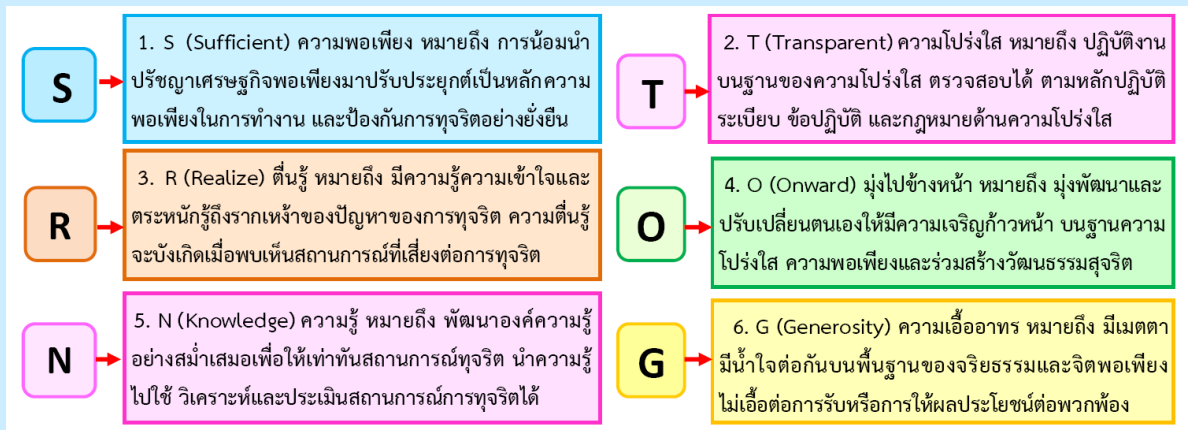 S
1. S (Sufficient) ความพอเพียง หมายถึง การน้อมนำ
ปรัชญาเศรษฐกิจพอเพียงมาปรับประยุกต์เป็นหลักความ
พอเพียงในการทำงาน และป้องกันการทุจริตอย่างยั่งยืน
T
2. T (Transparent) ความโปร่งใส หมายถึง ปฏิบัติงาน
บนฐานของความโปร่งใส ตรวจสอบได้ ตามหลักปฏิบัติ
ระเบียบ ข้อปฏิบัติ และกฎหมายด้านความโปร่งใส
R
3. R (Realize) ตื่นรู้ หมายถึง มีความรู้ความเข้าใจและ
ตระหนักรู้ถึงรากเหง้าของปัญหาของการทุจริต ความตื่นรู้
จะบังเกิดเมื่อพบเห็นสถานการณ์ที่เสี่ยงต่อการทุจริต
O
4. O (Onward) มุ่งไปข้างหน้า หมายถึง มุ่งพัฒนาและ
ปรับเปลี่ยนตนเองให้มีความเจริญก้าวหน้า บนฐานความ
โปร่งใส ความพอเพียงและร่วมสร้างวัฒนธรรมสุจริต
N
5. N (Knowledge) ความรู้ หมายถึง พัฒนาองค์ความรู้
อย่างสม่ำเสมอเพื่อให้เท่าทันสถานการณ์ทุจริต นำความรู้
ไปใช้ วิเคราะห์และประเมินสถานการณ์การทุจริตได้
G
6. G (Generosity) ความเอื้ออาทร หมายถึง มีเมตตา
มีน้ำใจต่อกันบนพื้นฐานของจริยธรรมและจิตพอเพียง
ไม่เอื้อต่อการรับหรือการให้ผลประโยชน์ต่อพวกพ้อง